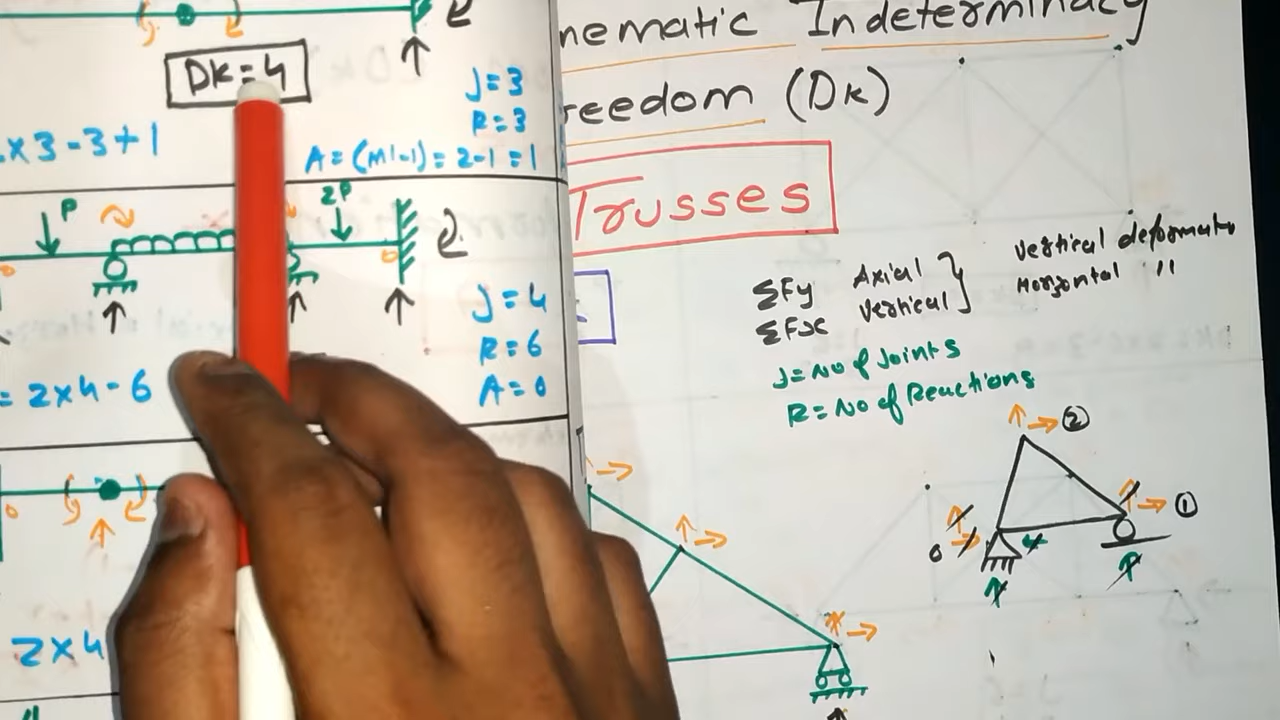 DK=4
J=3
R=3
x3-3+1
A=(m'-1)=2-1=1
P
2P
J=4
R=6
A=0
= 2x4-6
0
0
2x4
nematic Indeterminacy
reedom (DK)
Trusses
ΣFy Axial
ΣFx vertical
vertical
Horizontal "
J=No of Joints
R=No of Reactions
②
①
0